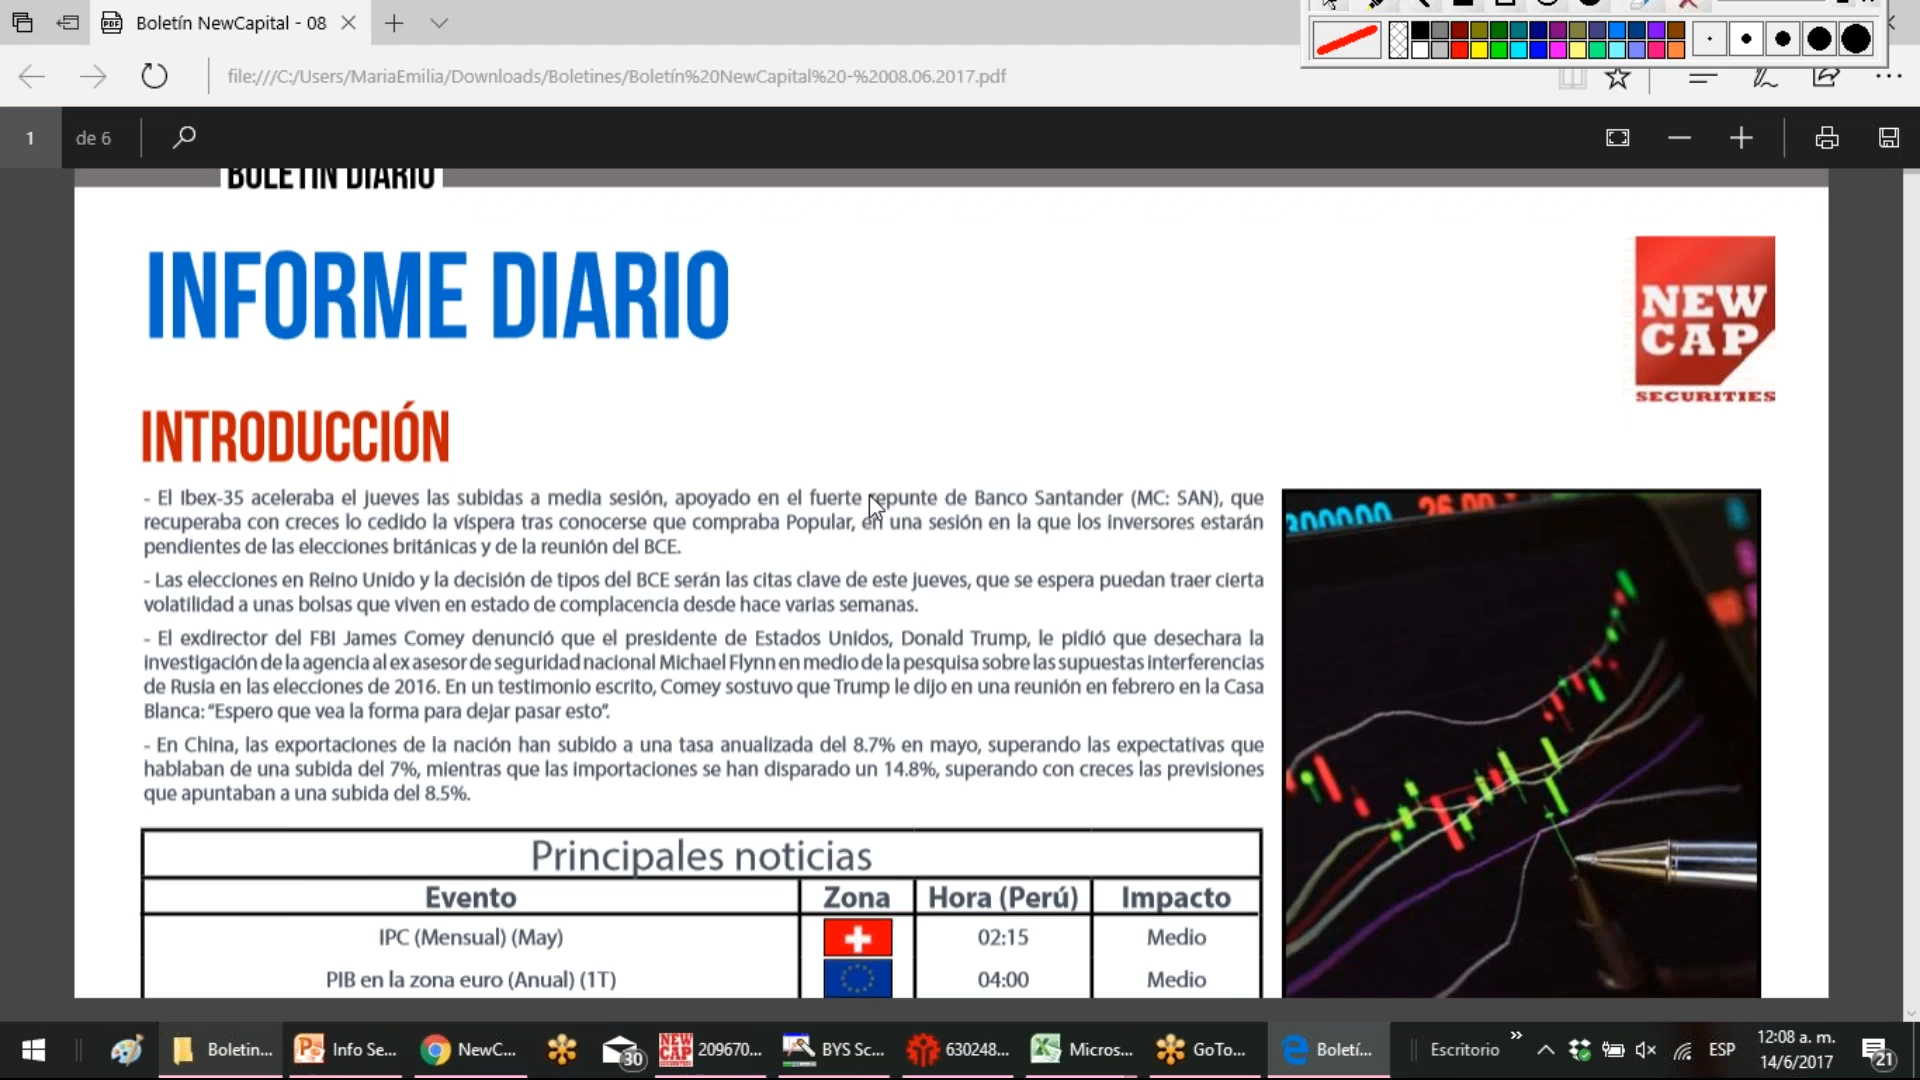 Boletín NewCapital - 08
file:///C:/Users/MariaEmilia/Downloads/Boletines/Boletín%20NewCapital%20-%2008.06.2017.pdf
1 de 6
BOLETIN DIARIO
INFORME DIARIO
NEW
CAP
SECURITIES
INTRODUCCIÓN
- El Ibex-35 aceleraba el jueves las subidas a media sesión, apoyado en el fuerte repunte de Banco Santander (MC: SAN), que
recuperaba con creces lo cedido la víspera tras conocerse que compraba Popular, en una sesión en la que los inversores estarán
pendientes de las elecciones británicas y de la reunión del BCE.
- Las elecciones en Reino Unido y la decisión de tipos del BCE serán las citas clave de este jueves, que se espera puedan traer cierta
volatilidad a unas bolsas que viven en estado de complacencia desde hace varias semanas.
- El exdirector del FBI James Comey denunció que el presidente de Estados Unidos, Donald Trump, le pidió que desechara la
investigación de la agencia al ex asesor de seguridad nacional Michael Flynn en medio de la pesquisa sobre las supuestas interferencias
de Rusia en las elecciones de 2016. En un testimonio escrito, Comey sostuvo que Trump le dijo en una reunión en febrero en la Casa
Blanca: “Espero que vea la forma para dejar pasar esto”.
- En China, las exportaciones de la nación han subido a una tasa anualizada del 8.7% en mayo, superando las expectativas que
hablaban de una subida del 7%, mientras que las importaciones se han disparado un 14.8%, superando con creces las previsiones
que apuntaban a una subida del 8.5%.
Principales noticias
Evento Zona Hora (Perú) Impacto
IPC (Mensual) (May) 02:15 Medio
PIB en la zona euro (Anual) (1T) 04:00 Medio
Boletin... Info Se... NewC... 30 NEW CAP 209670... BYS Sc... 630248... Micros... GoTo... Boletí... Escritorio ESP 12:08 a. m.
14/6/2017 21